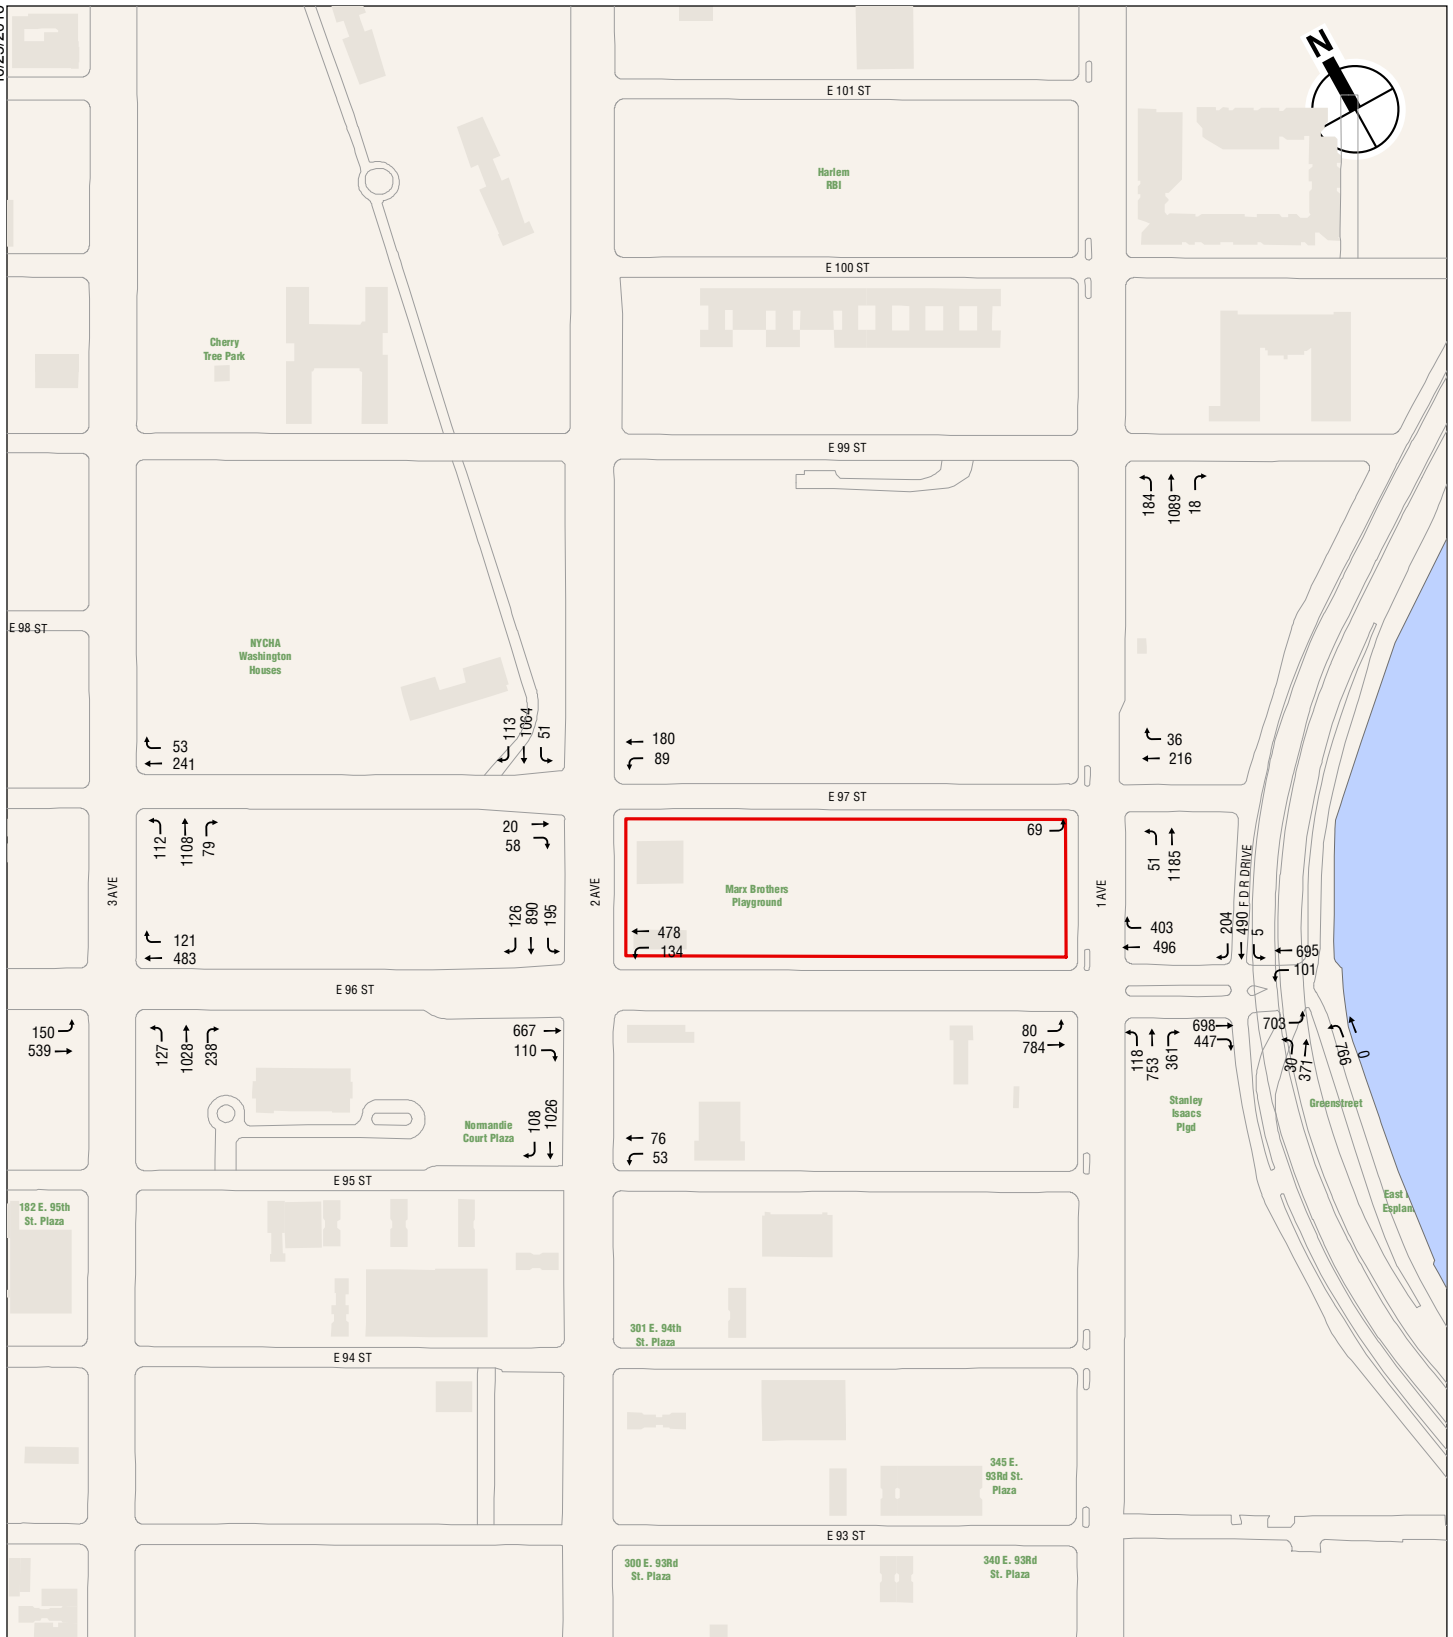 N
E 101 ST
Harlem
RBI
E 100 ST
Cherry
Tree Park
E 99 ST
184
1089
18
E 98 ST
NYCHA
Washington
Houses
113
1064
51
53
241
180
89
36
216
E 97 ST
112
1108
79
20
58
69
51
1185
3 AVE
2 AVE
Marx Brothers
Playground
1 AVE
F D R DRIVE
126
890
195
121
483
478
134
403
496
204
490
5
695
101
E 96 ST
150
539
127
1028
238
667
110
80
784
118
753
361
698
447
703
30
371
766
0
Stanley
Isaacs
Plgd
Greenstreet
Normandie
Court Plaza
108
1026
76
53
E 95 ST
182 E. 95th
St. Plaza
East
Esplan
301 E. 94th
St. Plaza
E 94 ST
345 E.
93Rd St.
Plaza
E 93 ST
300 E. 93Rd
St. Plaza
340 E. 93Rd
St. Plaza